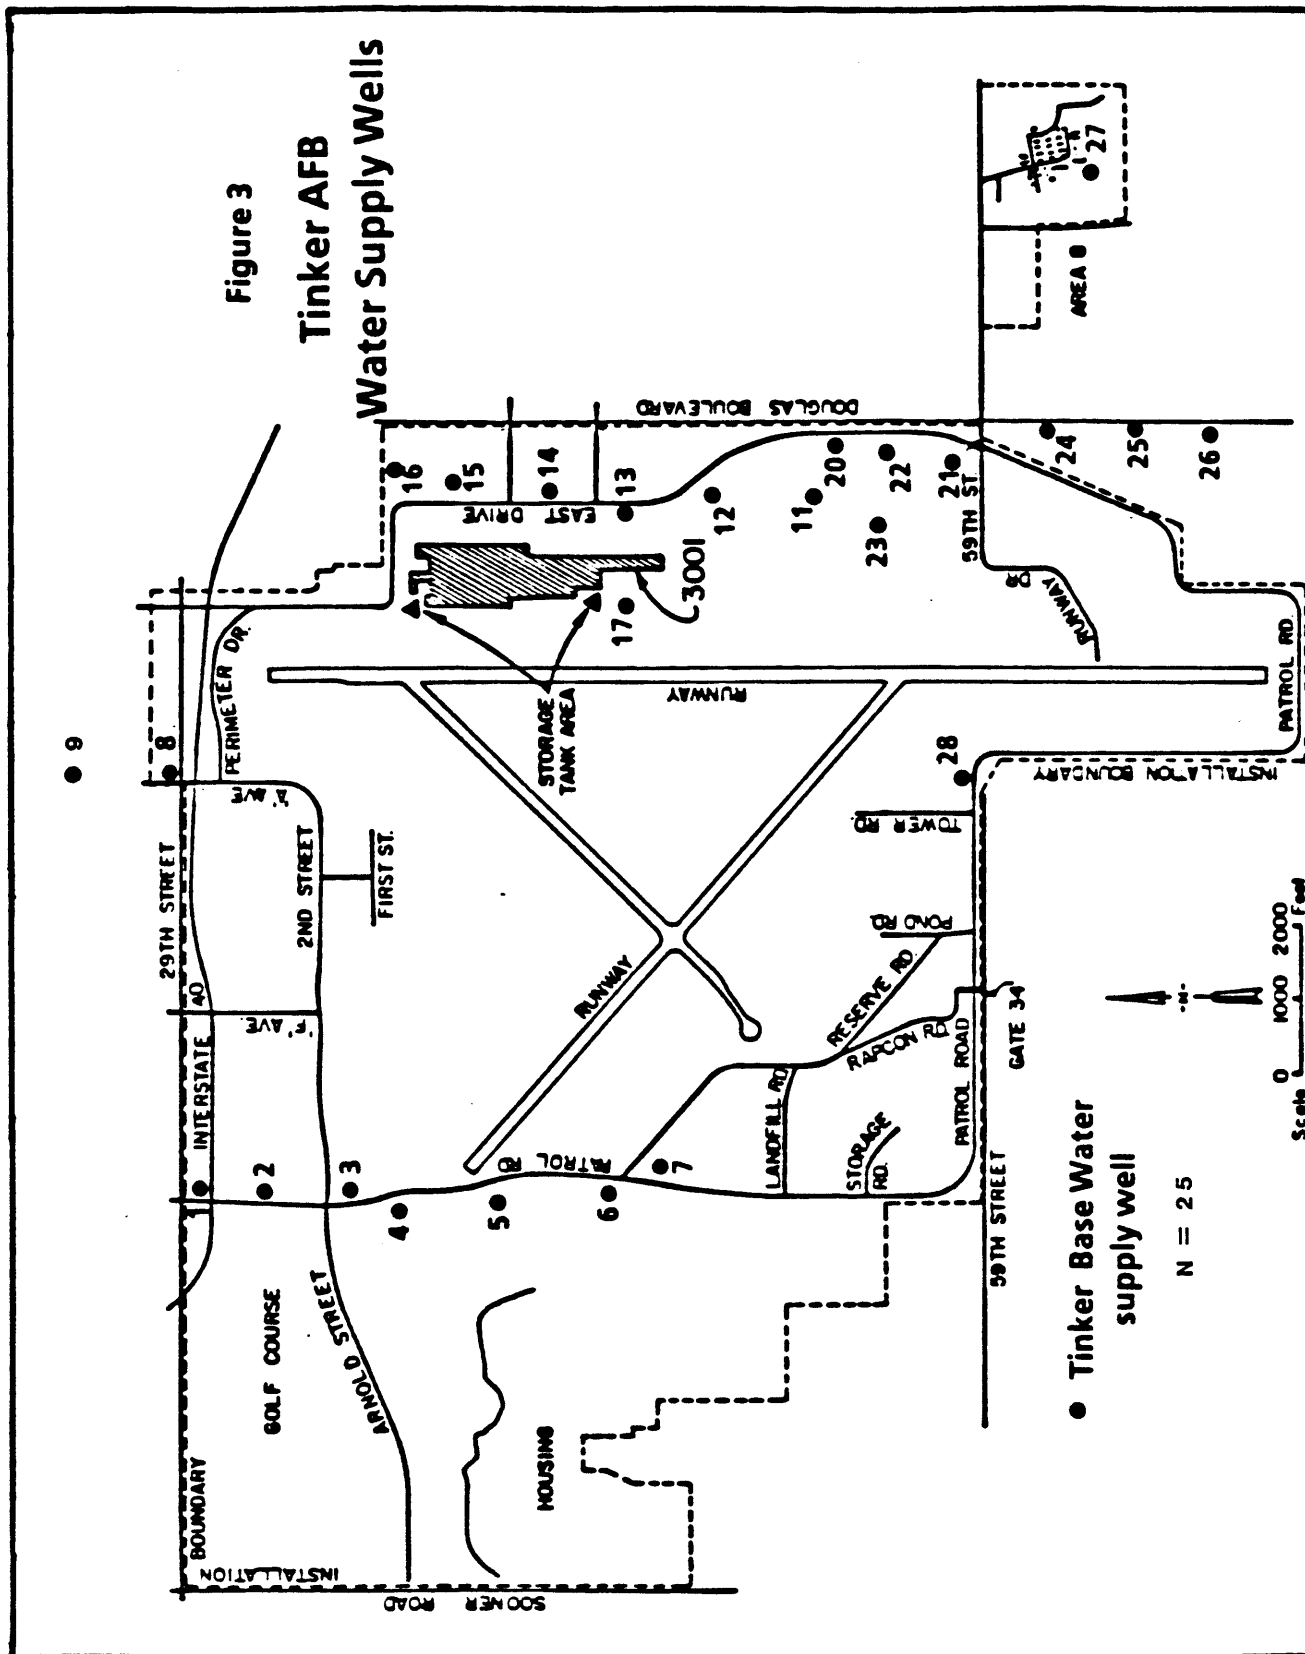 Figure 3
Tinker AFB
Water Supply Wells
9
8
29TH STREET
INTERSTATE 40
PERIMETER DR.
'A' AVE
'F' AVE
2ND STREET
FIRST ST.
BOUNDARY
INSTALLATION
GOLF COURSE
ARNOLD STREET
SOONER ROAD
HOUSING
1
2
3
4
5
6
7
PATROL RD
RUNWAY
STORAGE
TANK AREA
RUNWAY
3001
17
EAST DRIVE
DOUGLAS BOULEVARD
16
15
14
13
12
11
20
22
23
21
59TH ST.
24
25
26
27
AREA B
RUNWAY
DR
PATROL RD.
INSTALLATION BOUNDARY
28
TOWER RD.
POND RD.
RESERVE RD.
RAPCON RD.
LANDFILL RD.
STORAGE
RD.
PATROL ROAD
GATE 34
59TH STREET
Tinker Base Water
supply well
N = 25
-N-
0 1000 2000
Scale Feet